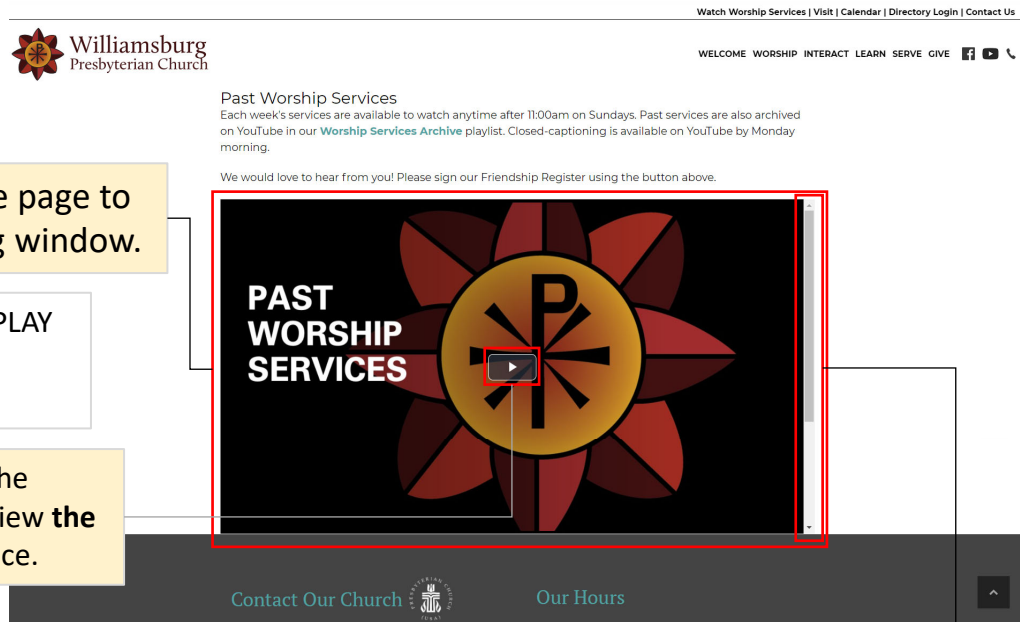 Watch Worship Services | Visit | Calendar | Directory Login | Contact Us
Williamsburg
Presbyterian Church
WELCOME WORSHIP INTERACT LEARN SERVE GIVE
Past Worship Services
Each week's services are available to watch anytime after 11:00am on Sundays. Past services are also archived
on YouTube in our Worship Services Archive playlist. Closed-captioning is available on YouTube by Monday
morning.
We would love to hear from you! Please sign our Friendship Register using the button above.
e page to
g window.
PLAY
he
iew the
ce.
PAST
WORSHIP
SERVICES
Contact Our Church
Our Hours